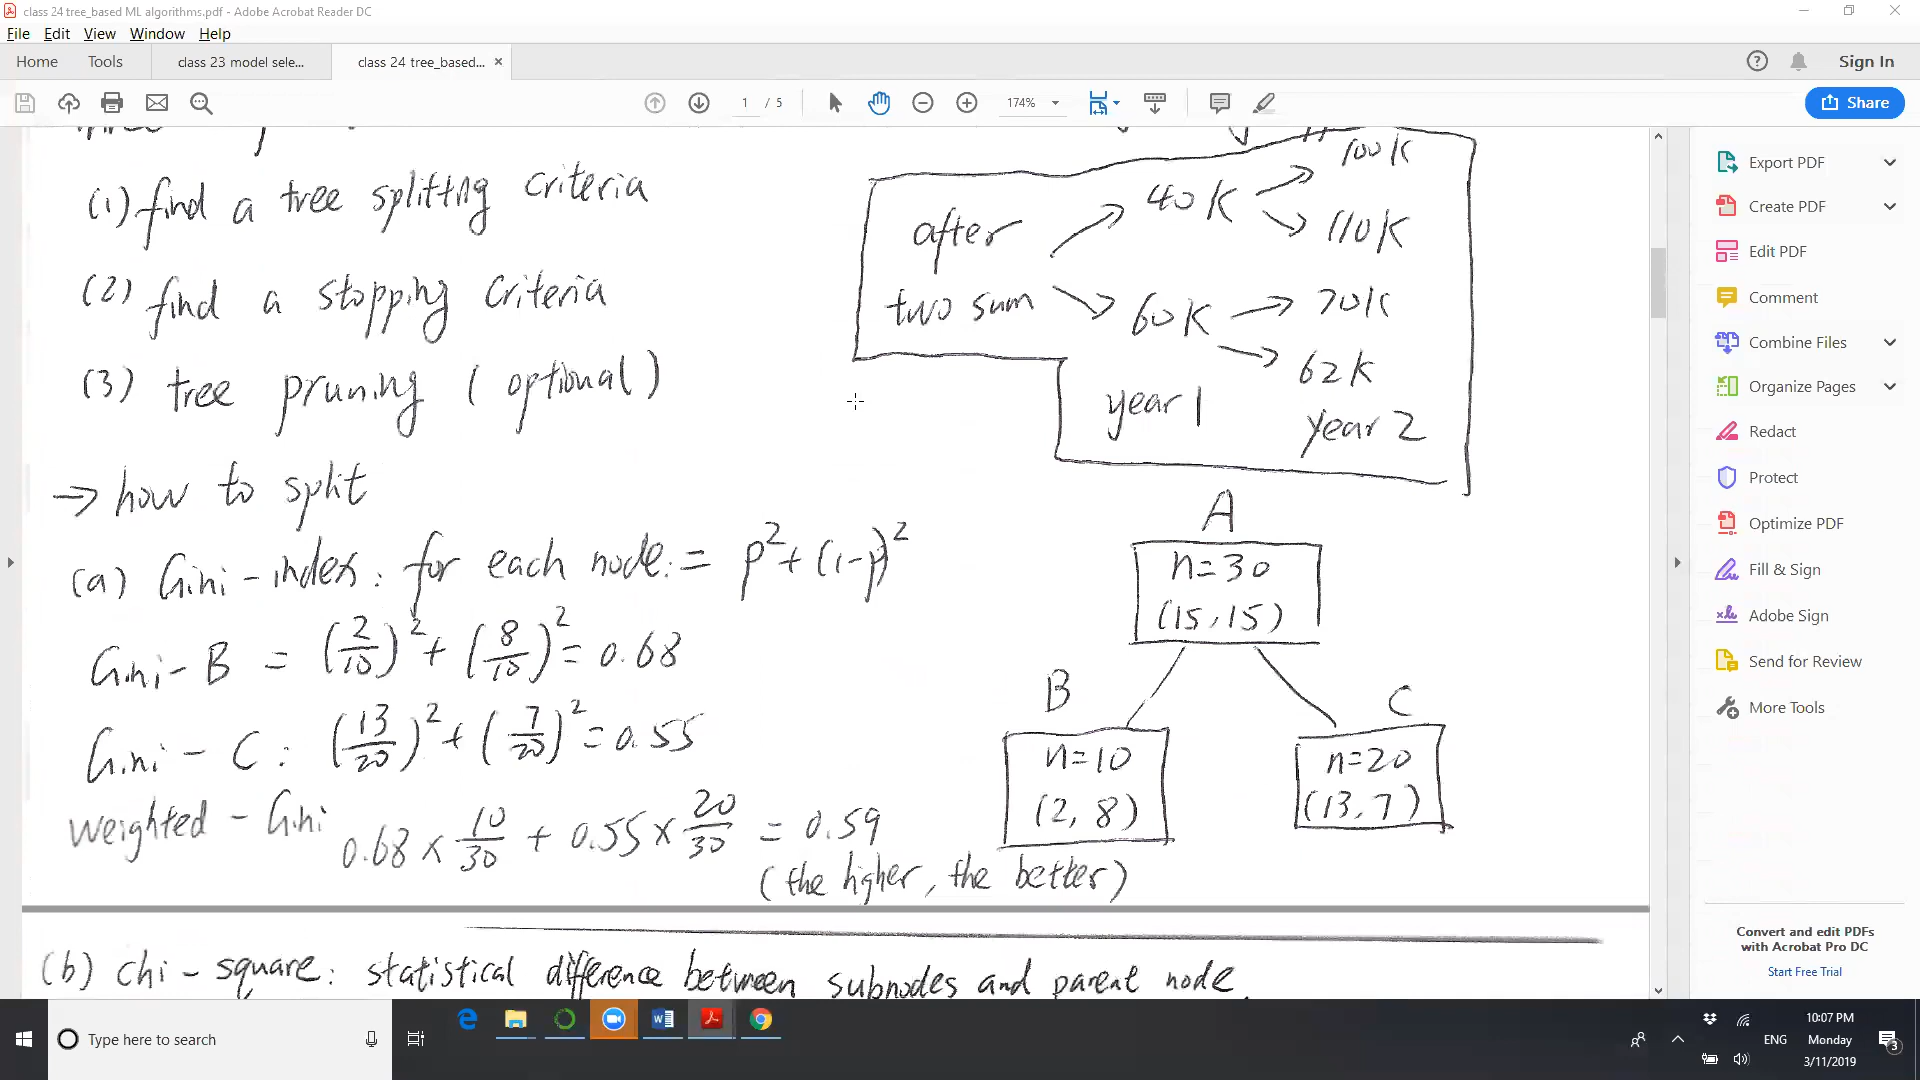 class 24 tree_based ML algorithms.pdf - Adobe Acrobat Reader DC
File Edit View Window Help
Home Tools class 23 model sele... class 24 tree_based... ×
Sign In
1 / 5 174% Share
(1) find a tree splitting criteria
(2) find a stopping criteria
(3) tree pruning (optional)
after
two sum
40K
100K
110K
60K
70K
62K
year 1
year 2
→ how to split
(a) Gini-index: for each node: = p²+(1-p)²
Gini-B = (2/10)²+(8/10)²=0.68
Gini-C: (13/20)²+(7/20)²=0.55
weighted-Gini 0.68×10/30+0.55×20/30=0.59
(the higher, the better)
A
n=30
(15,15)
B
n=10
(2,8)
C
n=20
(13,7)
(b) chi-square: statistical difference between subnodes and parent node.
Export PDF
Create PDF
Edit PDF
Comment
Combine Files
Organize Pages
Redact
Protect
Optimize PDF
Fill & Sign
Adobe Sign
Send for Review
More Tools
Convert and edit PDFs
with Acrobat Pro DC
Start Free Trial
Type here to search
ENG
10:07 PM
Monday
3/11/2019
3